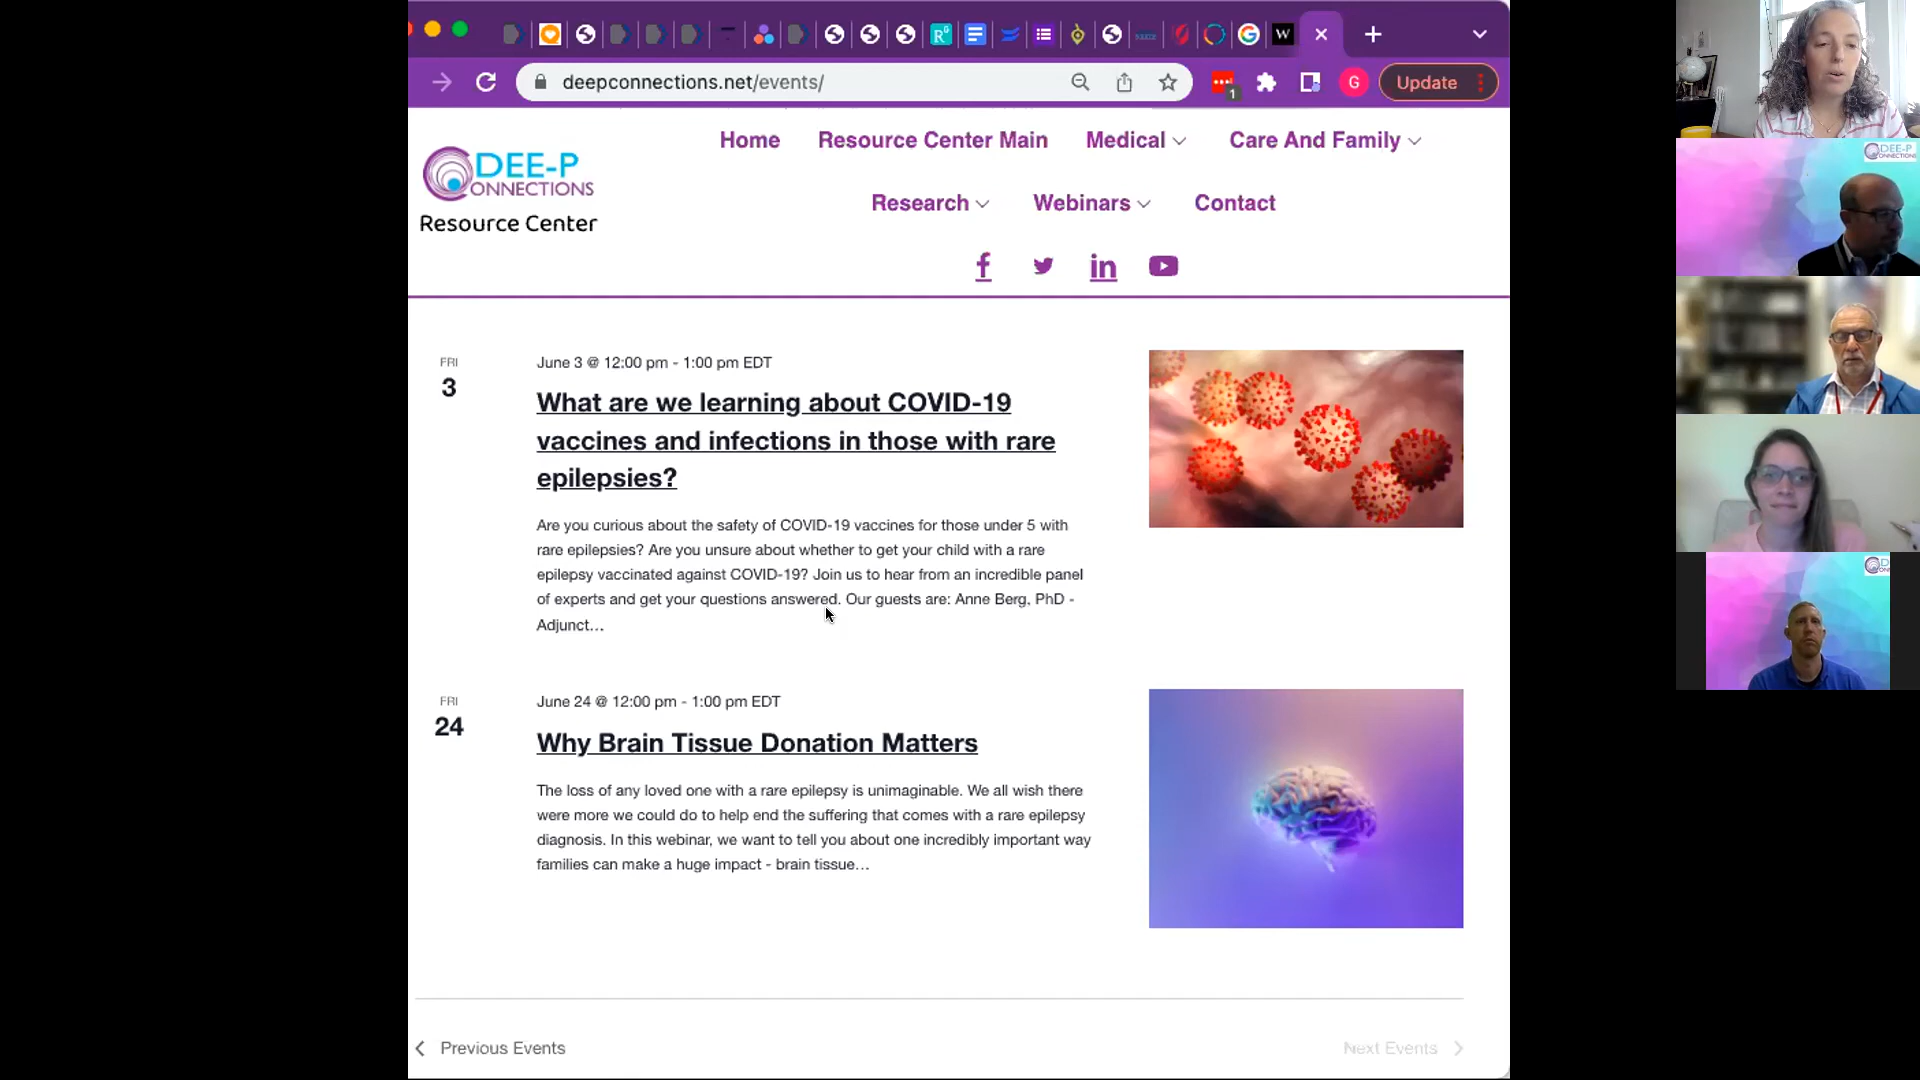 W
deepconnections.net/events/
1
G
Update
DEE-P
CONNECTIONS
Resource Center
Home
Resource Center Main
Medical
Care And Family
Research
Webinars
Contact
FRI
3
June 3 @ 12:00 pm - 1:00 pm EDT
What are we learning about COVID-19
vaccines and infections in those with rare
epilepsies?
Are you curious about the safety of COVID-19 vaccines for those under 5 with
rare epilepsies? Are you unsure about whether to get your child with a rare
epilepsy vaccinated against COVID-19? Join us to hear from an incredible panel
of experts and get your questions answered. Our guests are: Anne Berg, PhD -
Adjunct…
FRI
24
June 24 @ 12:00 pm - 1:00 pm EDT
Why Brain Tissue Donation Matters
The loss of any loved one with a rare epilepsy is unimaginable. We all wish there
were more we could do to help end the suffering that comes with a rare epilepsy
diagnosis. In this webinar, we want to tell you about one incredibly important way
families can make a huge impact - brain tissue…
Previous Events
Next Events
DEE-P
CONNECTIONS